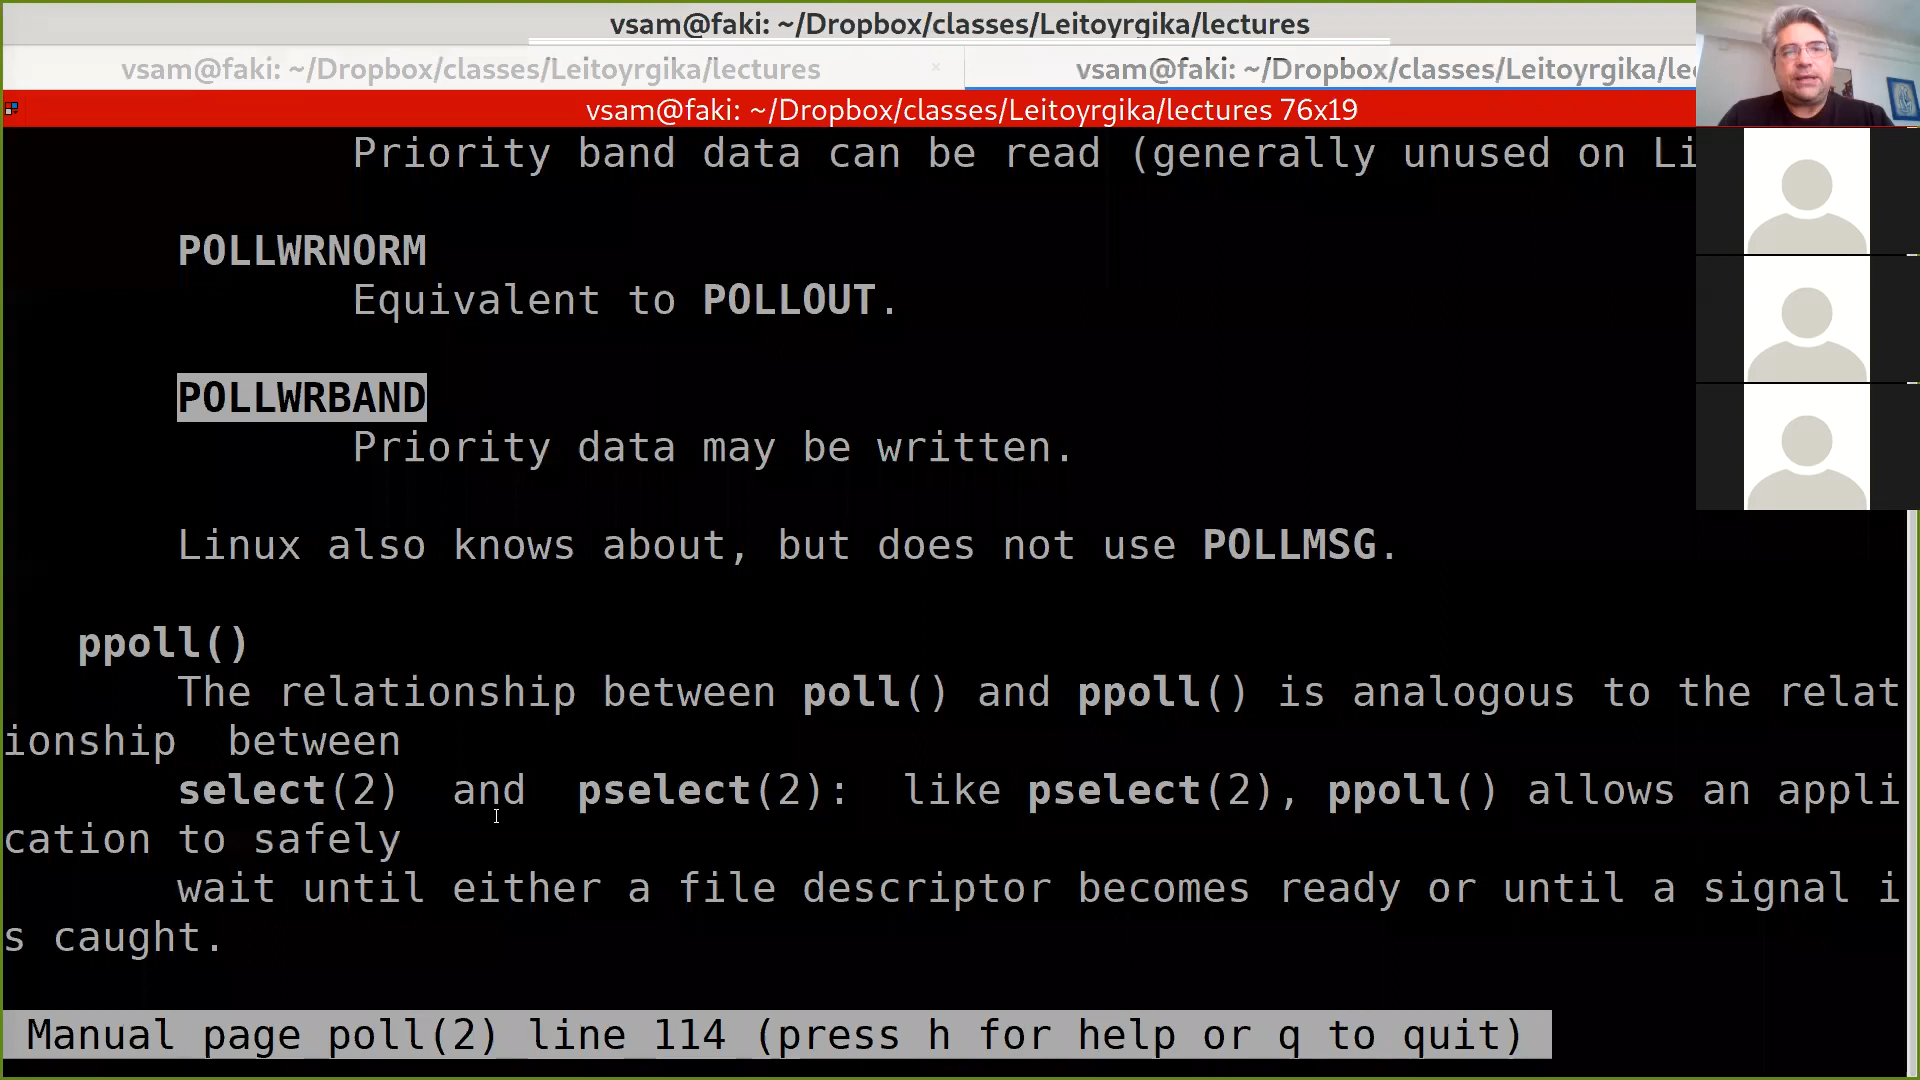 vsam@faki: ~/Dropbox/classes/Leitoyrgika/lectures
vsam@faki: ~/Dropbox/classes/Leitoyrgika/lectures × vsam@faki: ~/Dropbox/classes/Leitoyrgika/le
vsam@faki: ~/Dropbox/classes/Leitoyrgika/lectures 76x19
Priority band data can be read (generally unused on Li
POLLWRNORM
Equivalent to POLLOUT.
POLLWRBAND
Priority data may be written.
Linux also knows about, but does not use POLLMSG.
ppoll()
The relationship between poll() and ppoll() is analogous to the relat
ionship between
select(2) and pselect(2): like pselect(2), ppoll() allows an appli
cation to safely
wait until either a file descriptor becomes ready or until a signal i
s caught.
Manual page poll(2) line 114 (press h for help or q to quit)